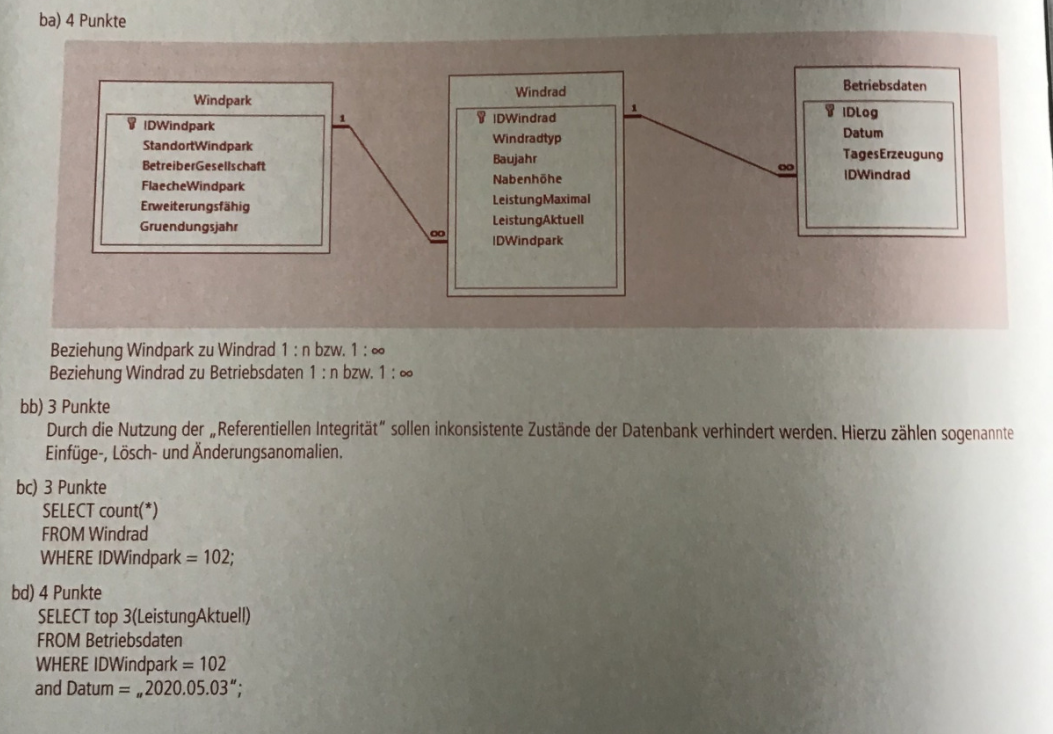 ba) 4 Punkte
Windpark
IDWindpark
StandortWindpark
BetreiberGesellschaft
FlaecheWindpark
Erweiterungsfähig
Gruendungsjahr
1
∞
Windrad
IDWindrad
Windradtyp
Baujahr
Nabenhöhe
LeistungMaximal
LeistungAktuell
IDWindpark
1
∞
Betriebsdaten
IDLog
Datum
TagesErzeugung
IDWindrad
Beziehung Windpark zu Windrad 1 : n bzw. 1 : ∞
Beziehung Windrad zu Betriebsdaten 1 : n bzw. 1 : ∞
bb) 3 Punkte
Durch die Nutzung der „Referentiellen Integrität“ sollen inkonsistente Zustände der Datenbank verhindert werden. Hierzu zählen sogenannte
Einfüge-, Lösch- und Änderungsanomalien.
bc) 3 Punkte
SELECT count(*)
FROM Windrad
WHERE IDWindpark = 102;
bd) 4 Punkte
SELECT top 3(LeistungAktuell)
FROM Betriebsdaten
WHERE IDWindpark = 102
and Datum = „2020.05.03“;